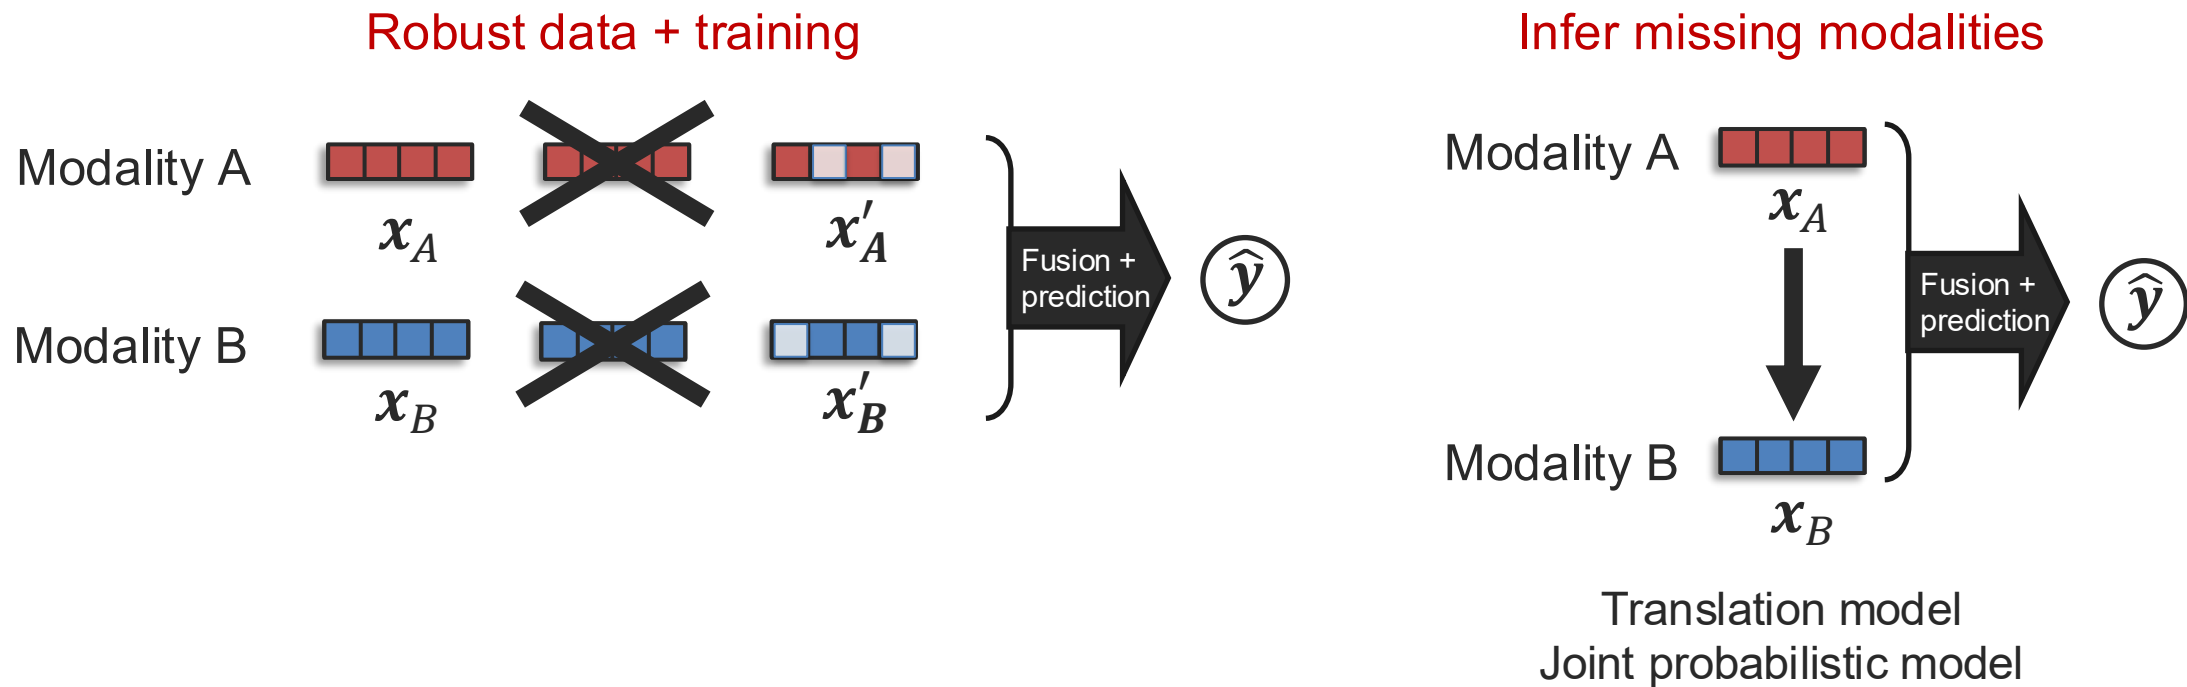 Robust data + training
Modality A
x_A
x'_A
Modality B
x_B
x'_B
Fusion +
prediction
ŷ
Infer missing modalities
Modality A
x_A
Modality B
x_B
Fusion +
prediction
ŷ
Translation model
Joint probabilistic model